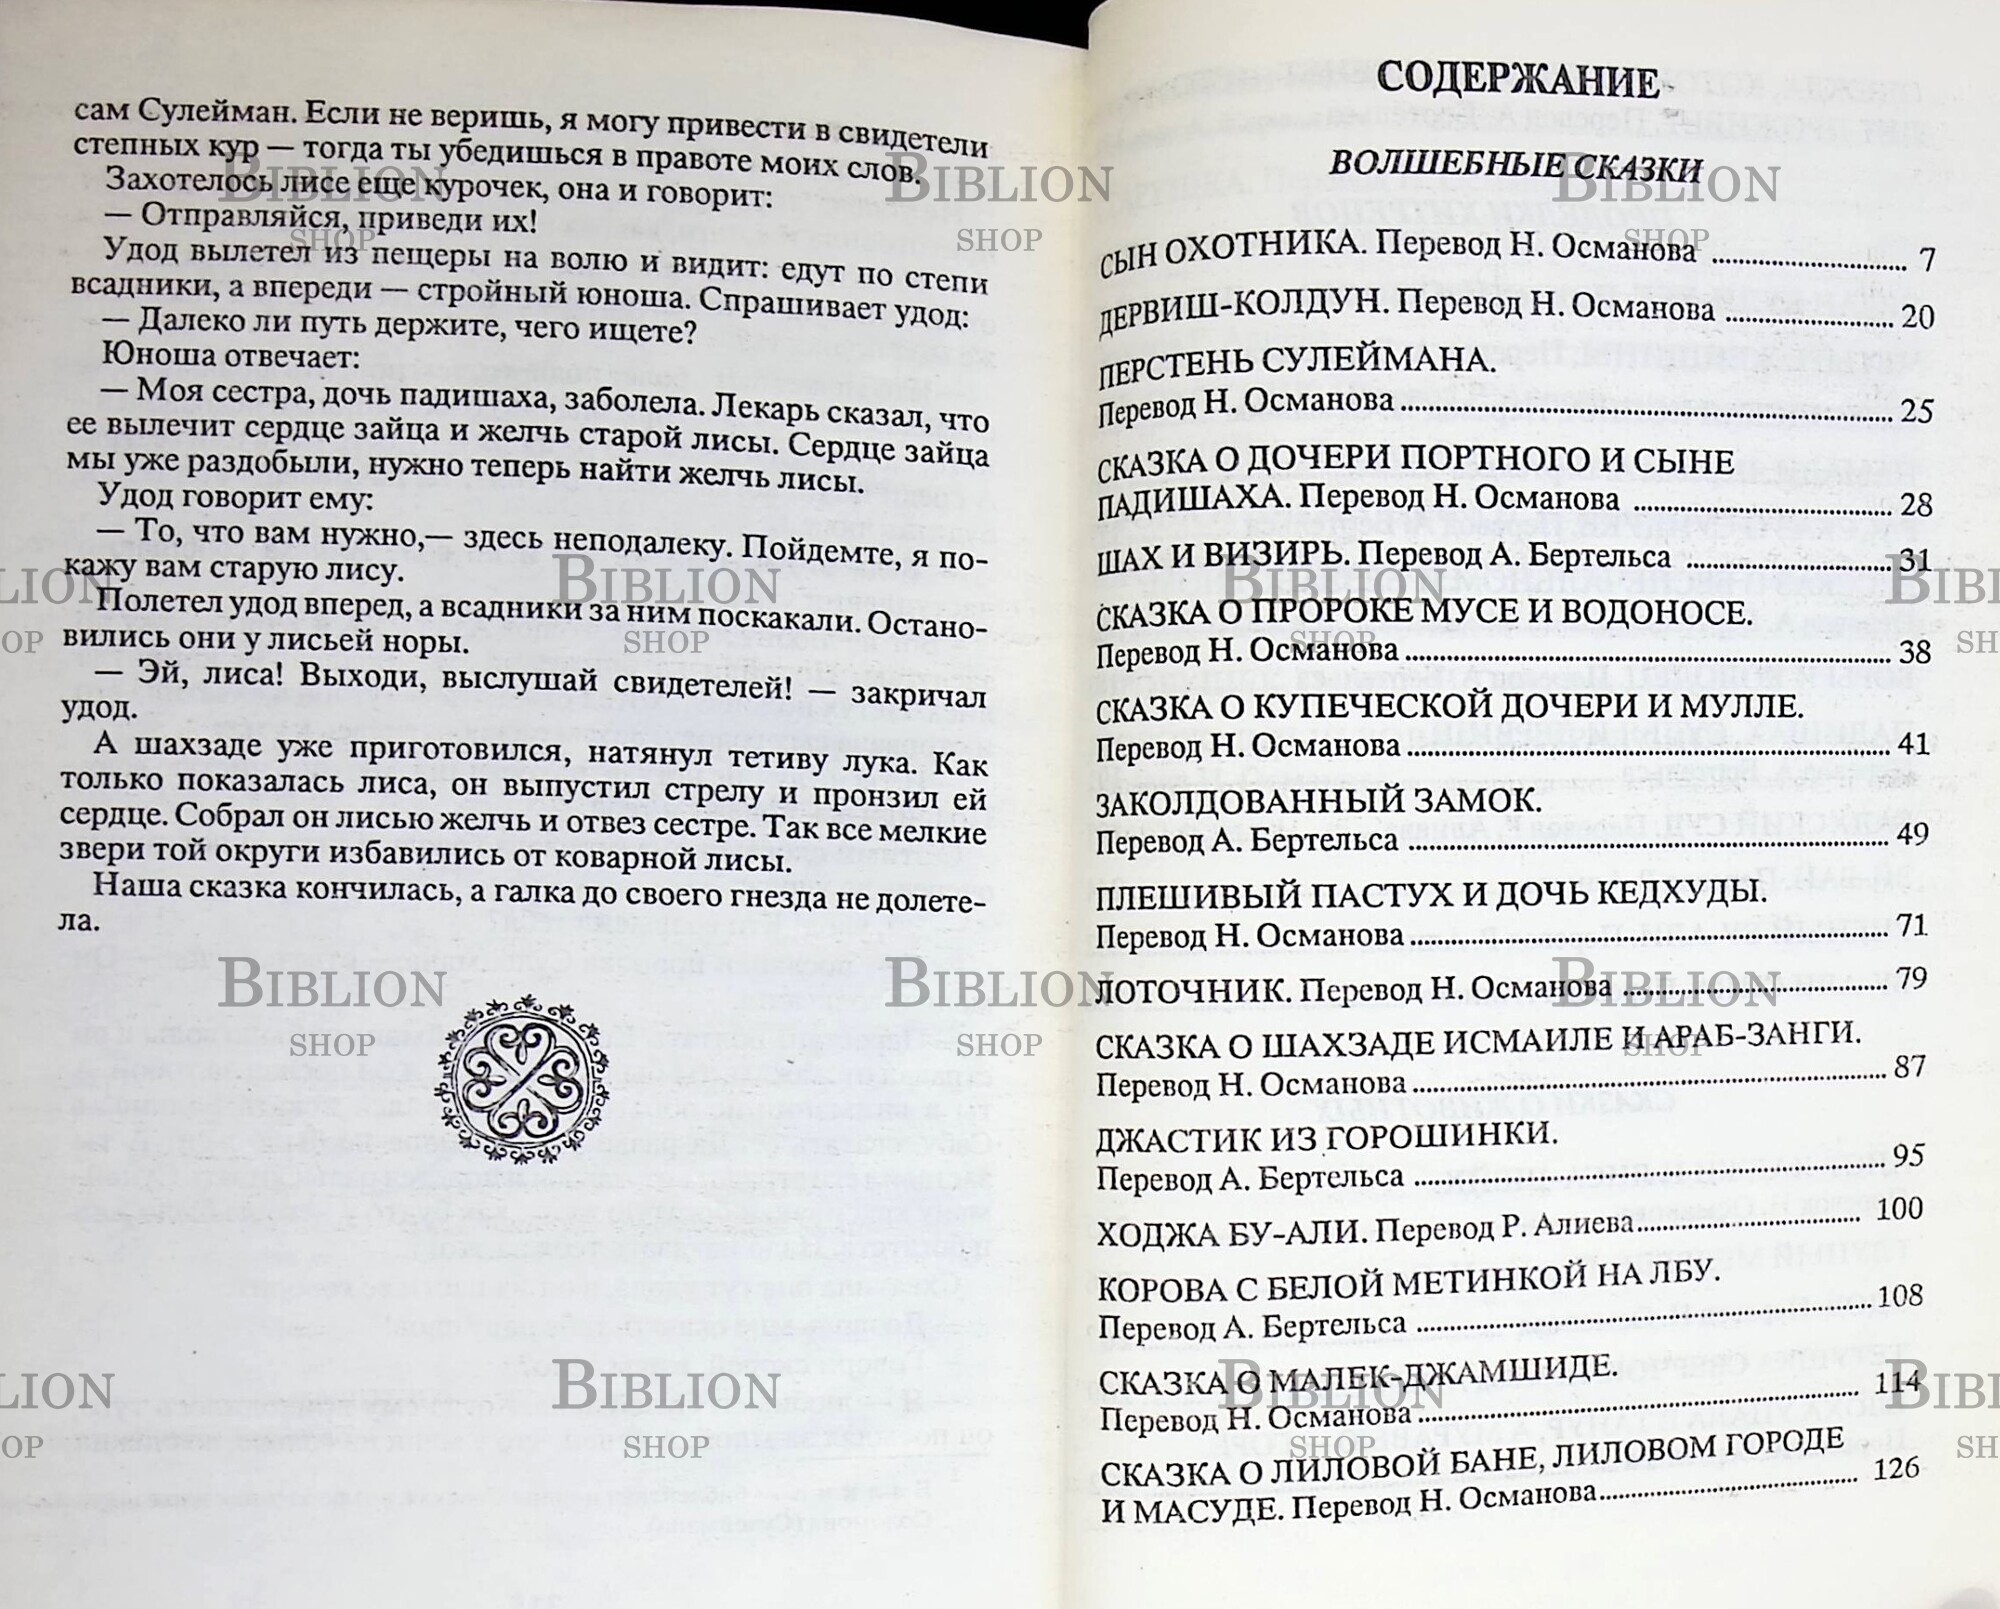 сам Сулейман. Если не веришь, я могу привести в свидетели
степных кур — тогда ты убедишься в правоте моих слов.
Захотелось лисе еще курочек, она и говорит:
— Отправляйся, приведи их!
Удод вылетел из пещеры на волю и видит: едут по степи
всадники, а впереди — стройный юноша. Спрашивает удод:
— Далеко ли путь держите, чего ищете?
Юноша отвечает:
— Моя сестра, дочь падишаха, заболела. Лекарь сказал, что
ее вылечит сердце зайца и желчь старой лисы. Сердце зайца
мы уже раздобыли, нужно теперь найти желчь лисы.
Удод говорит ему:
— То, что вам нужно,— здесь неподалеку. Пойдемте, я по-
кажу вам старую лису.
Полетел удод вперед, а всадники за ним поскакали. Остано-
вились они у лисьей норы.
— Эй, лиса! Выходи, выслушай свидетелей! — закричал
удод.
А шахзаде уже приготовился, натянул тетиву лука. Как
только показалась лиса, он выпустил стрелу и пронзил ей
сердце. Собрал он лисью желчь и отвез сестре. Так все мелкие
звери той округи избавились от коварной лисы.
Наша сказка кончилась, а галка до своего гнезда не долете-
ла.
СОДЕРЖАНИЕ
ВОЛШЕБНЫЕ СКАЗКИ
СЫН ОХОТНИКА. Перевод Н. Османова ........ 7
ДЕРВИШ-КОЛДУН. Перевод Н. Османова ........ 20
ПЕРСТЕНЬ СУЛЕЙМАНА.
Перевод Н. Османова ........ 25
СКАЗКА О ДОЧЕРИ ПОРТНОГО И СЫНЕ
ПАДИШАХА. Перевод Н. Османова ........ 28
ШАХ И ВИЗИРЬ. Перевод А. Бертельса ........ 31
СКАЗКА О ПРОРОКЕ МУСЕ И ВОДОНОСЕ.
Перевод Н. Османова ........ 38
СКАЗКА О КУПЕЧЕСКОЙ ДОЧЕРИ И МУЛЛЕ.
Перевод Н. Османова ........ 41
ЗАКОЛДОВАННЫЙ ЗАМОК.
Перевод А. Бертельса ........ 49
ПЛЕШИВЫЙ ПАСТУХ И ДОЧЬ КЕДХУДЫ.
Перевод Н. Османова ........ 71
ЛОТОЧНИК. Перевод Н. Османова ........ 79
СКАЗКА О ШАХЗАДЕ ИСМАИЛЕ И АРАБ-ЗАНГИ.
Перевод Н. Османова ........ 87
ДЖАСТИК ИЗ ГОРОШИНКИ.
Перевод А. Бертельса ........ 95
ХОДЖА БУ-АЛИ. Перевод Р. Алиева ........ 100
КОРОВА С БЕЛОЙ МЕТИНКОЙ НА ЛБУ.
Перевод А. Бертельса ........ 108
СКАЗКА О МАЛЕК-ДЖАМШИДЕ.
Перевод Н. Османова ........ 114
СКАЗКА О ЛИЛОВОЙ БАНЕ, ЛИЛОВОМ ГОРОДЕ
И МАСУДЕ. Перевод Н. Османова ........ 126
BIBLION
SHOP